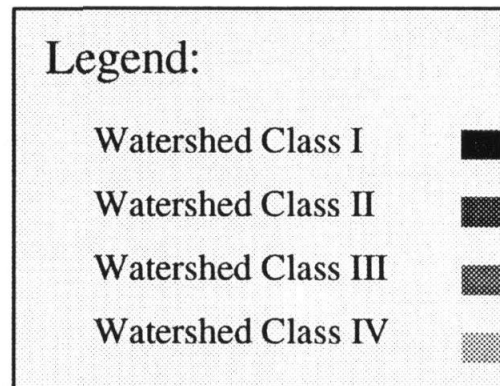 Legend:
Watershed Class I
Watershed Class II
Watershed Class III
Watershed Class IV